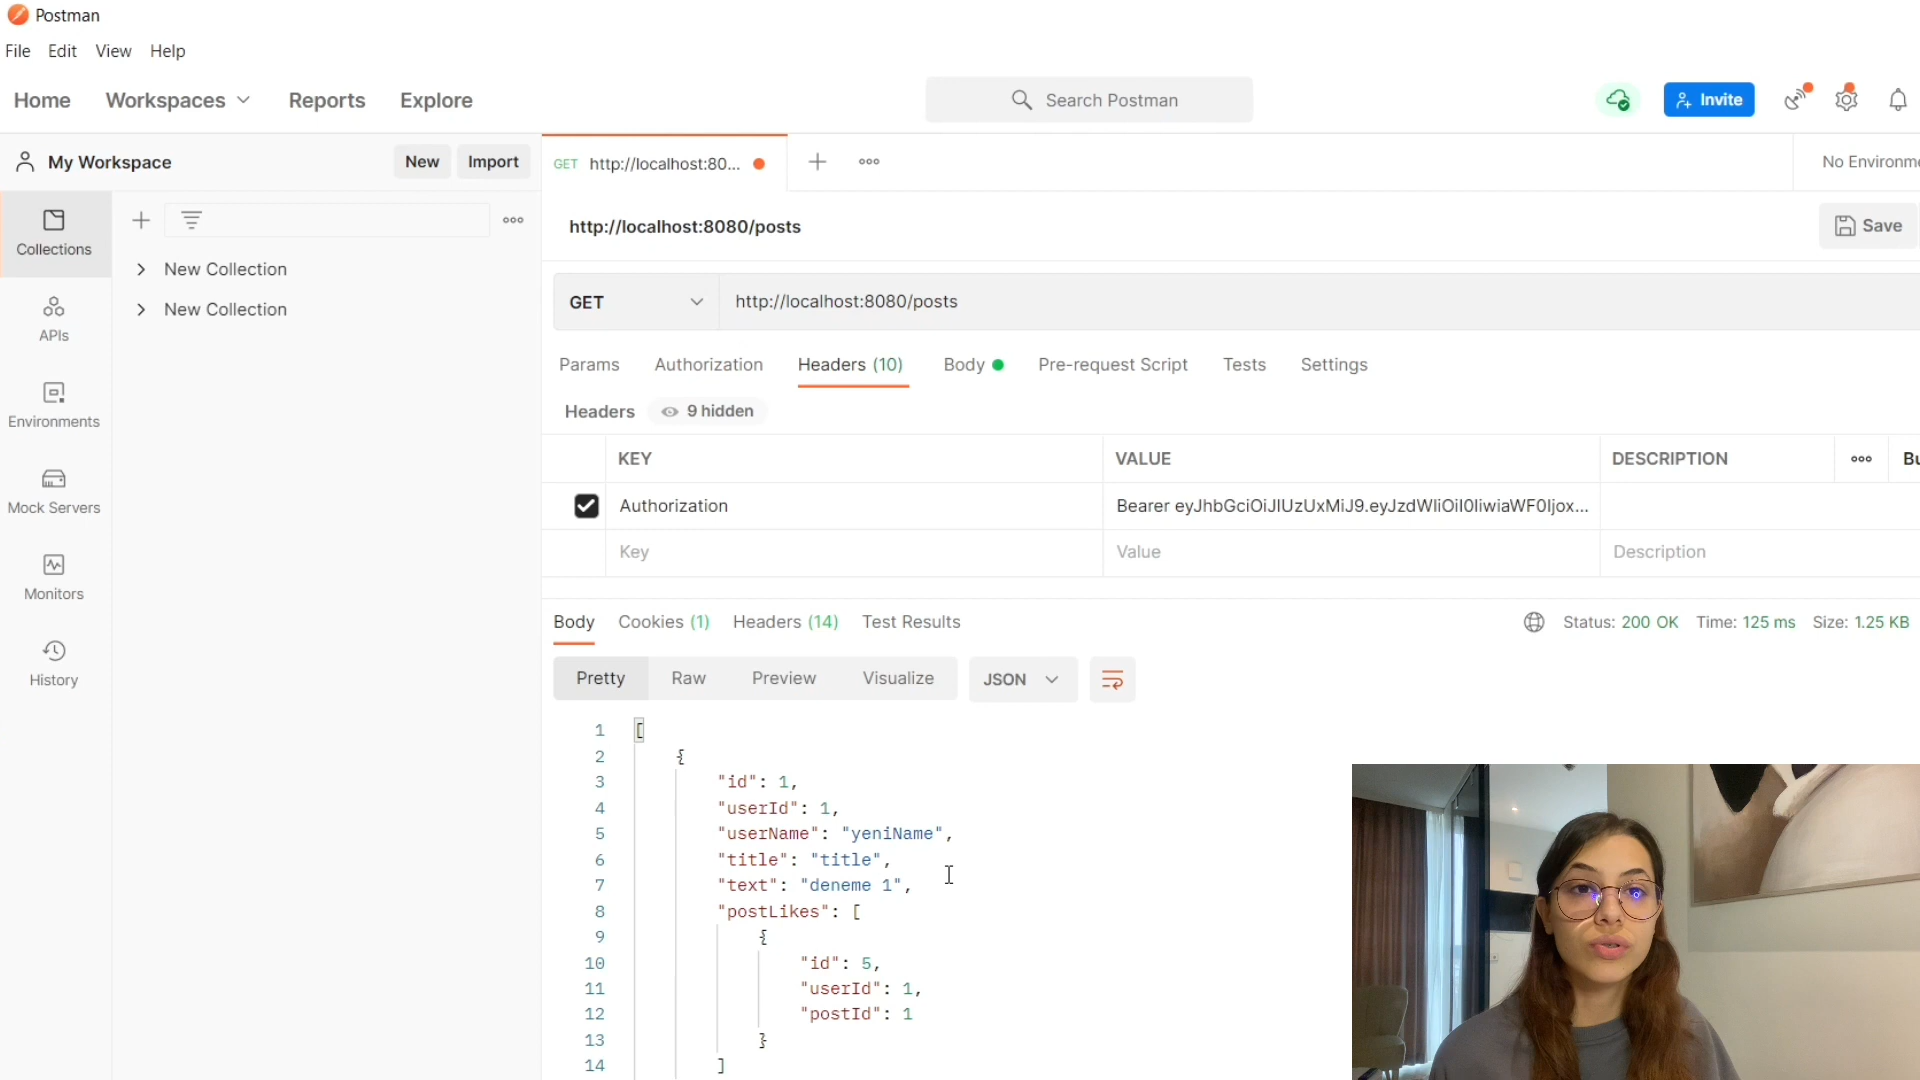 Postman
File Edit View Help
Home Workspaces Reports Explore
Search Postman
Invite
My Workspace
New Import
GET http://localhost:80...
No Environme
Collections
APIs
Environments
Mock Servers
Monitors
History
New Collection
New Collection
http://localhost:8080/posts
Save
GET http://localhost:8080/posts
Params Authorization Headers (10) Body Pre-request Script Tests Settings
Headers 9 hidden
KEY VALUE DESCRIPTION Bu
Authorization Bearer eyJhbGciOiJIUzUxMiJ9.eyJzdWIiOiI0IiwiaWF0Ijox...
Key Value Description
Body Cookies (1) Headers (14) Test Results
Status: 200 OK Time: 125 ms Size: 1.25 KB
Pretty Raw Preview Visualize JSON
1 [
2 {
3 "id": 1,
4 "userId": 1,
5 "userName": "yeniName",
6 "title": "title",
7 "text": "deneme 1",
8 "postLikes": [
9 {
10 "id": 5,
11 "userId": 1,
12 "postId": 1
13 }
14 ]